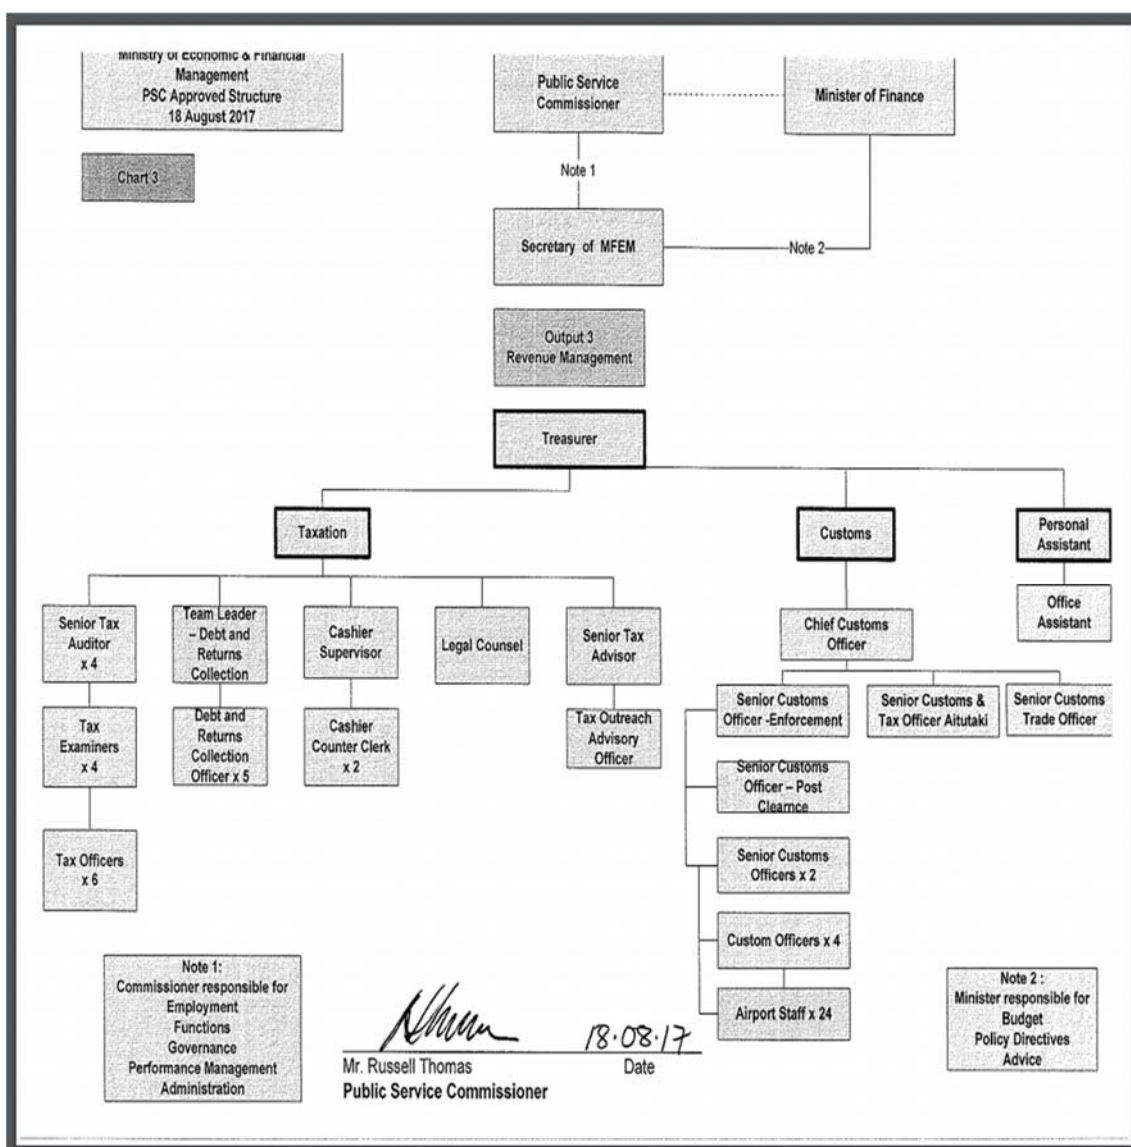 Ministry of Economic & Financial
Management
PSC Approved Structure
18 August 2017
Public Service
Commissioner
Minister of Finance
Chart 3
Note 1
Secretary of MFEM
Note 2
Output 3
Revenue Management
Treasurer
Taxation
Customs
Personal
Assistant
Senior Tax
Auditor
x 4
Team Leader
– Debt and
Returns
Collection
Cashier
Supervisor
Legal Counsel
Senior Tax
Advisor
Chief Customs
Officer
Office
Assistant
Tax
Examiners
x 4
Debt and
Returns
Collection
Officer x 5
Cashier
Counter Clerk
x 2
Tax Outreach
Advisory
Officer
Senior Customs
Officer -Enforcement
Senior Customs &
Tax Officer Aitutaki
Senior Customs
Trade Officer
Senior Customs
Officer – Post
Clearnce
Tax Officers
x 6
Senior Customs
Officers x 2
Custom Officers x 4
Airport Staff x 24
Note 1:
Commissioner responsible for
Employment
Functions
Governance
Performance Management
Administration
18.08.17
Mr. Russell Thomas Date
Public Service Commissioner
Note 2 :
Minister responsible for
Budget
Policy Directives
Advice